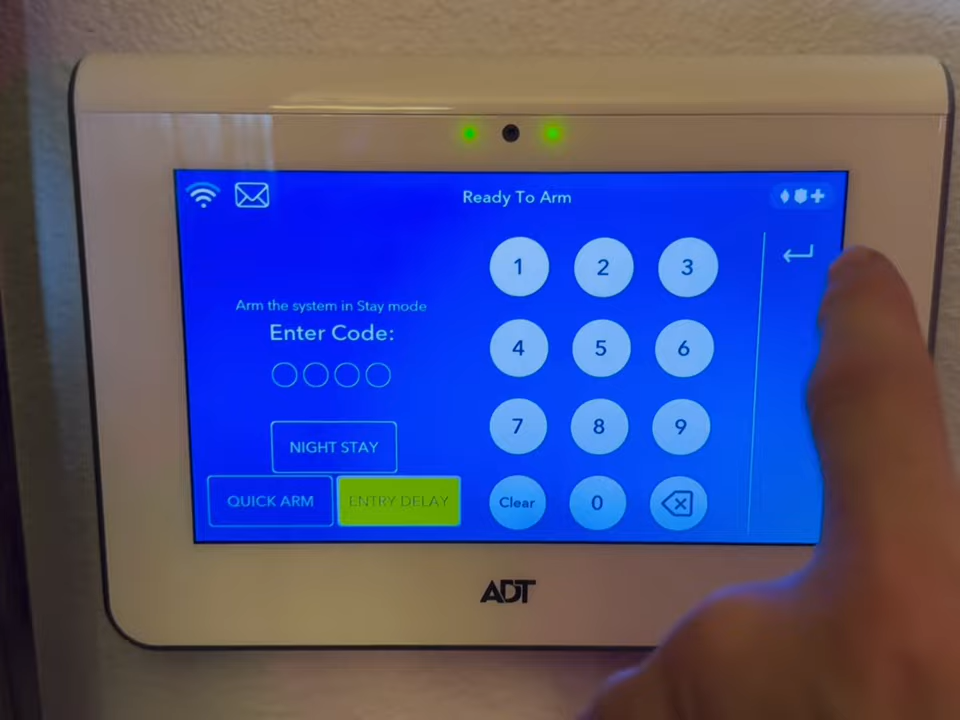 Ready To Arm
Arm the system in Stay mode
Enter Code:
NIGHT STAY
QUICK ARM ENTRY DELAY
1 2 3
4 5 6
7 8 9
Clear 0
ADT